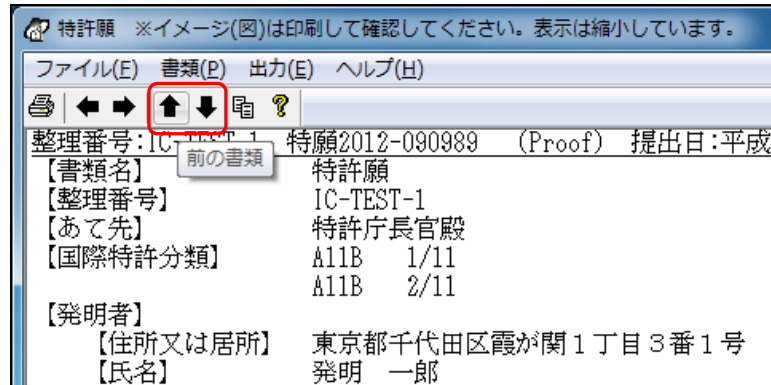 特許願　※イメージ(図)は印刷して確認してください。表示は縮小しています。
ファイル(F)　書類(P)　出力(E)　ヘルプ(H)
整理番号:IC-TEST-1　特願2012-090989　(Proof)　提出日:平成
前の書類
【書類名】　特許願
【整理番号】　IC-TEST-1
【あて先】　特許庁長官殿
【国際特許分類】　A11B　1/11
A11B　2/11
【発明者】
【住所又は居所】　東京都千代田区霞が関１丁目３番１号
【氏名】　発明　一郎